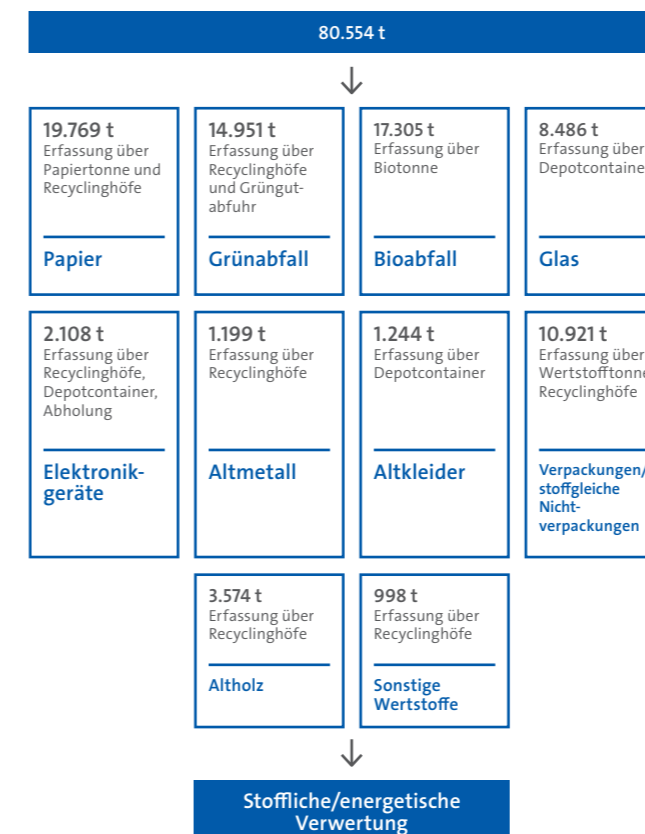 80.554 t
19.769 t
Erfassung über
Papiertonne und
Recyclinghöfe
Papier
14.951 t
Erfassung über
Recyclinghöfe
und Grüngut-
abfuhr
Grünabfall
17.305 t
Erfassung über
Biotonne
Bioabfall
8.486 t
Erfassung über
Depotcontaine
Glas
2.108 t
Erfassung über
Recyclinghöfe,
Depotcontainer,
Abholung
Elektronik-
geräte
1.199 t
Erfassung über
Recyclinghöfe
Altmetall
1.244 t
Erfassung über
Depotcontainer
Altkleider
10.921 t
Erfassung über
Wertstofftonne
Recyclinghöfe
Verpackungen/
stoffgleiche
Nicht-
verpackungen
3.574 t
Erfassung über
Recyclinghöfe
Altholz
998 t
Erfassung über
Recyclinghöfe
Sonstige
Wertstoffe
Stoffliche/energetische
Verwertung